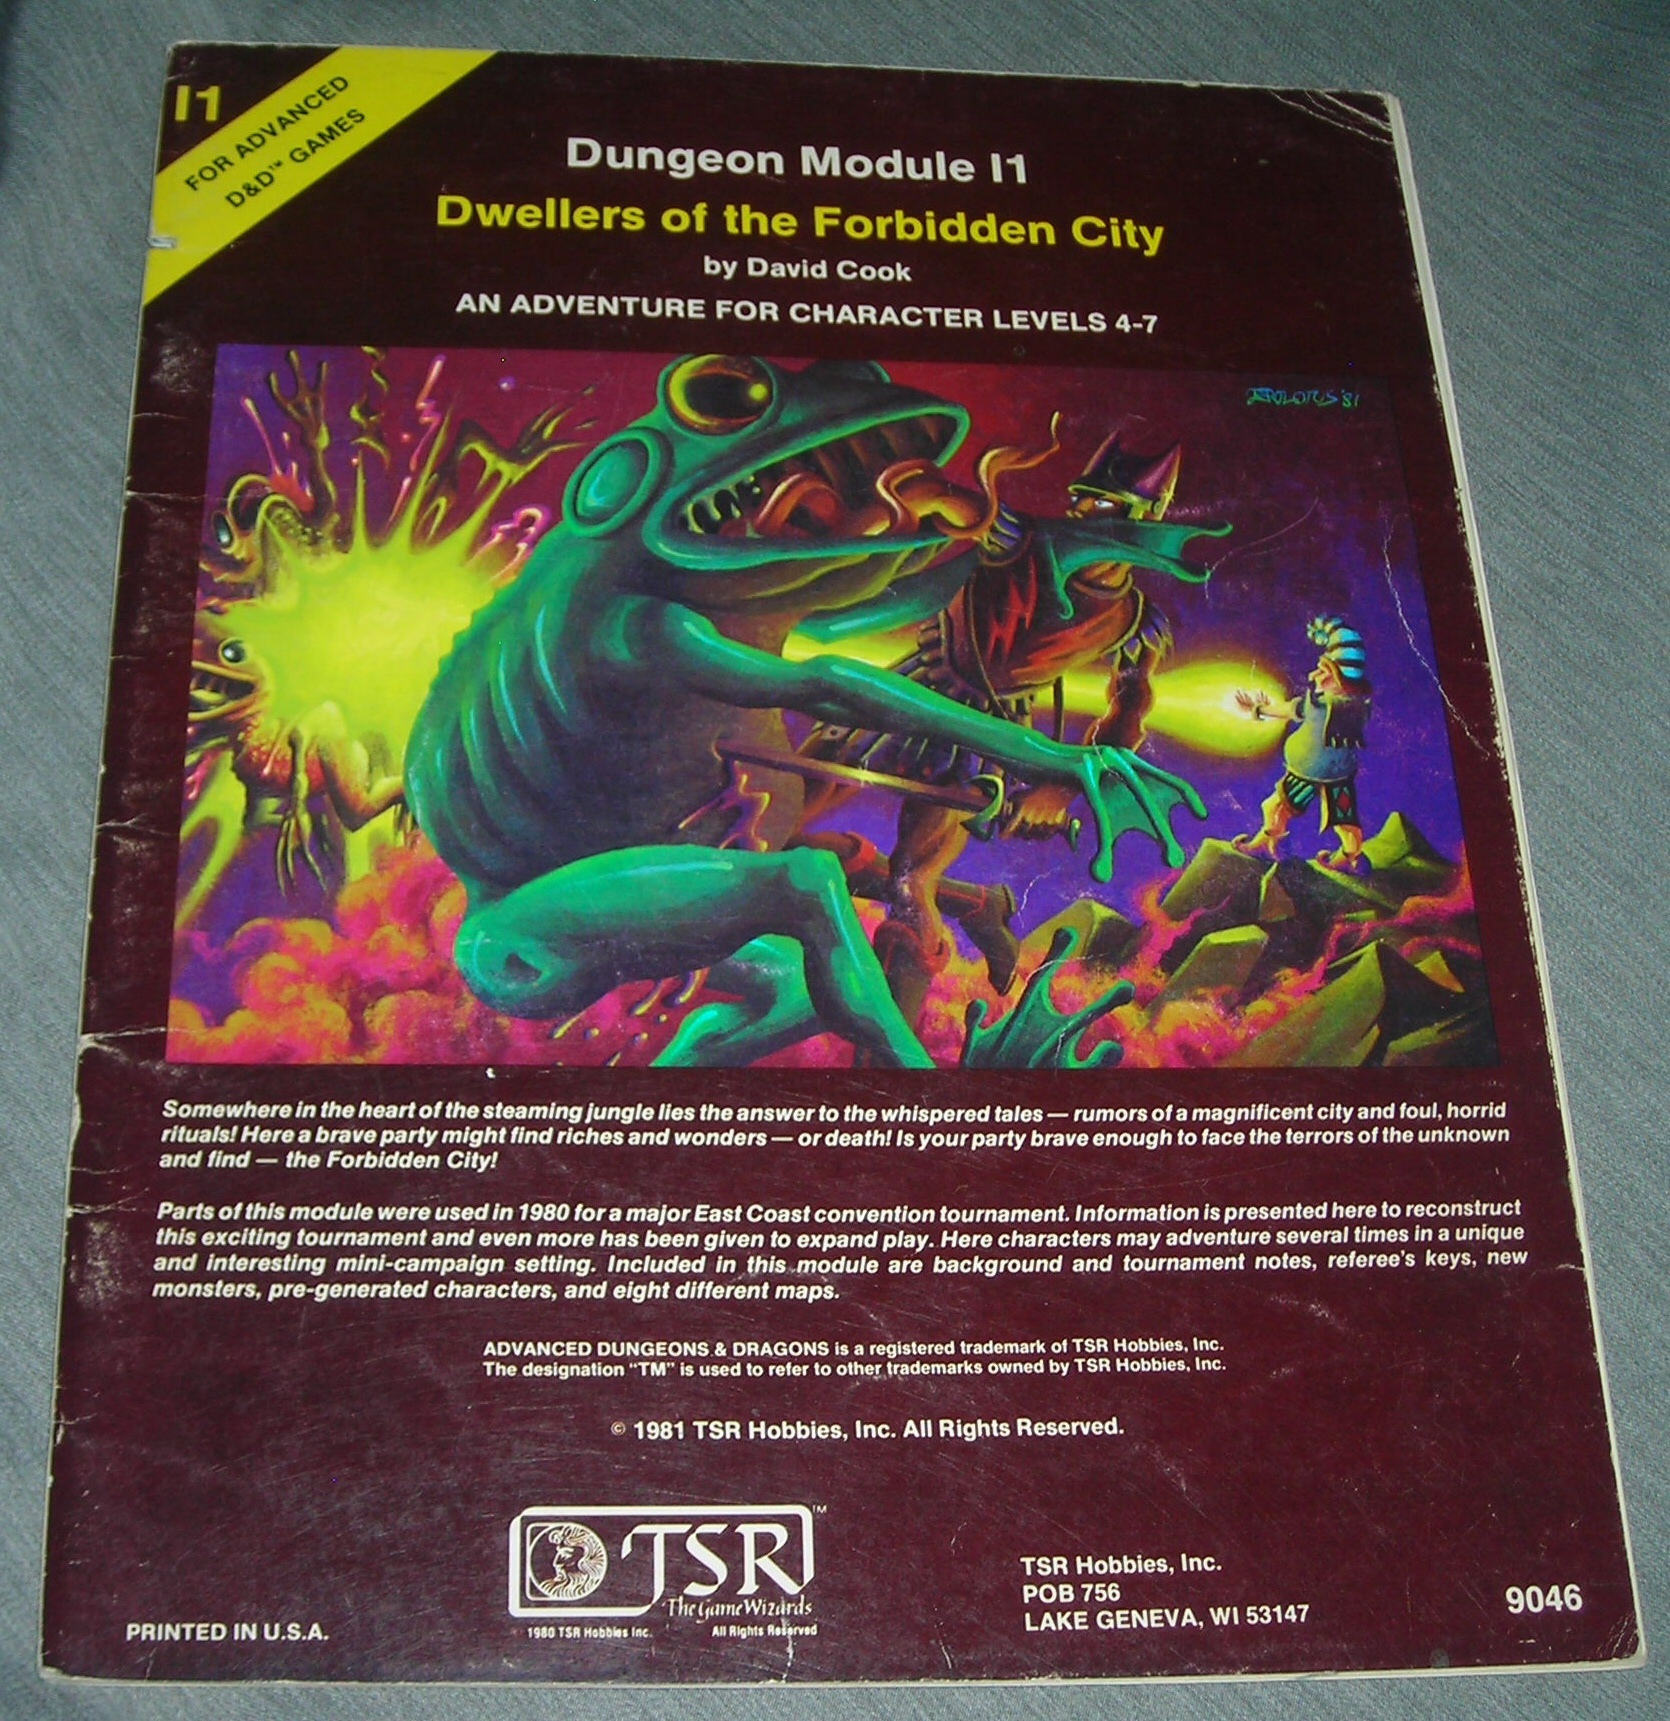 I1
FOR ADVANCED
D&D™ GAMES
Dungeon Module I1
Dwellers of the Forbidden City
by David Cook
AN ADVENTURE FOR CHARACTER LEVELS 4-7
EROL OTUS '81
Somewhere in the heart of the steaming jungle lies the answer to the whispered tales — rumors of a magnificent city and foul, horrid
rituals! Here a brave party might find riches and wonders — or death! Is your party brave enough to face the terrors of the unknown
and find — the Forbidden City!
Parts of this module were used in 1980 for a major East Coast convention tournament. Information is presented here to reconstruct
this exciting tournament and even more has been given to expand play. Here characters may adventure several times in a unique
and interesting mini-campaign setting. Included in this module are background and tournament notes, referee's keys, new
monsters, pre-generated characters, and eight different maps.
ADVANCED DUNGEONS & DRAGONS is a registered trademark of TSR Hobbies, Inc.
The designation "TM" is used to refer to other trademarks owned by TSR Hobbies, Inc.
© 1981 TSR Hobbies, Inc. All Rights Reserved.
TSR™
The Game Wizards
1980 TSR Hobbies Inc. All Rights Reserved
TSR Hobbies, Inc.
POB 756
LAKE GENEVA, WI 53147
9046
PRINTED IN U.S.A.